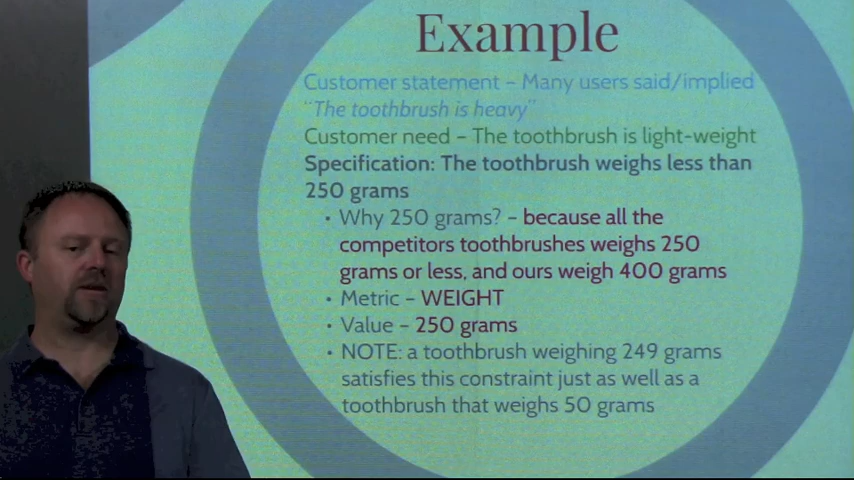 Example
Customer statement – Many users said/implied
"The toothbrush is heavy"
Customer need – The toothbrush is light-weight
Specification: The toothbrush weighs less than
250 grams
• Why 250 grams? – because all the
competitors toothbrushes weighs 250
grams or less, and ours weigh 400 grams
• Metric – WEIGHT
• Value – 250 grams
• NOTE: a toothbrush weighing 249 grams
satisfies this constraint just as well as a
toothbrush that weighs 50 grams